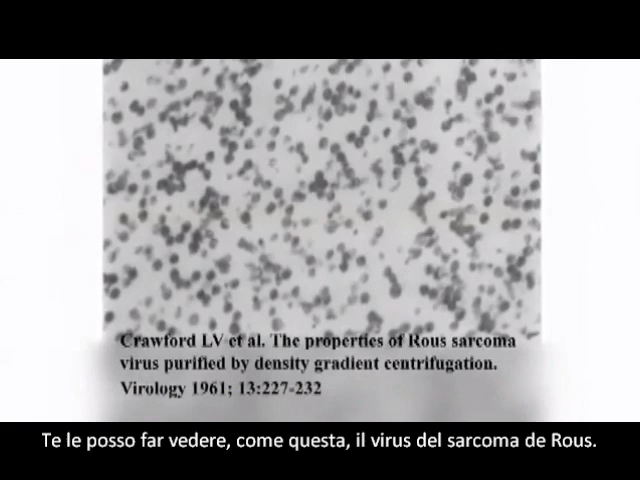 Crawford LV et al. The properties of Rous sarcoma
virus purified by density gradient centrifugation.
Virology 1961; 13:227-232
Te le posso far vedere, come questa, il virus del sarcoma de Rous.